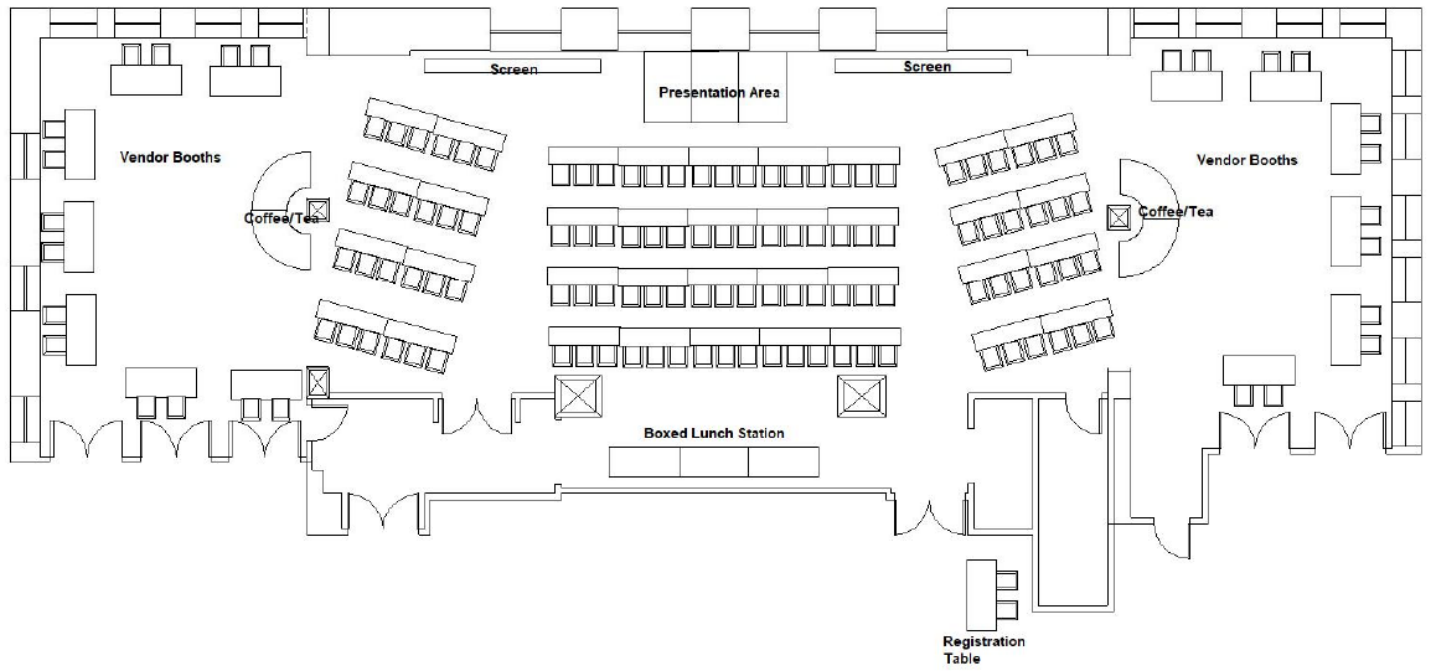 Screen
Screen
Presentation Area
Vendor Booths
Vendor Booths
Coffee/Tea
Coffee/Tea
Boxed Lunch Station
Registration
Table